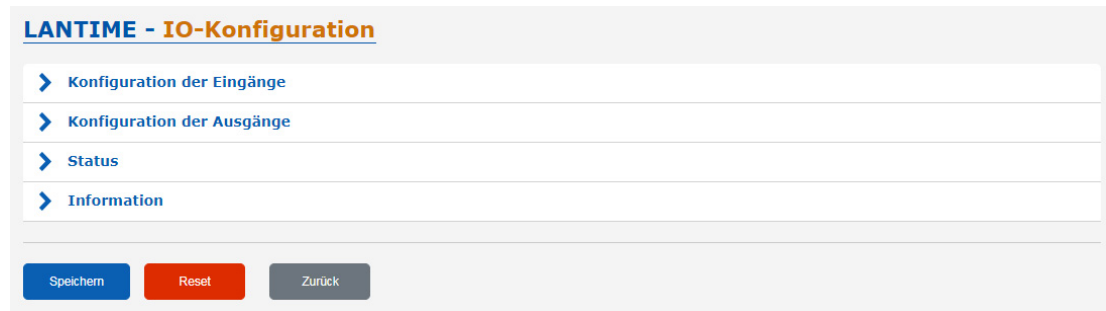 LANTIME - IO-Konfiguration
Konfiguration der Eingänge
Konfiguration der Ausgänge
Status
Information
Speichern Reset Zurück